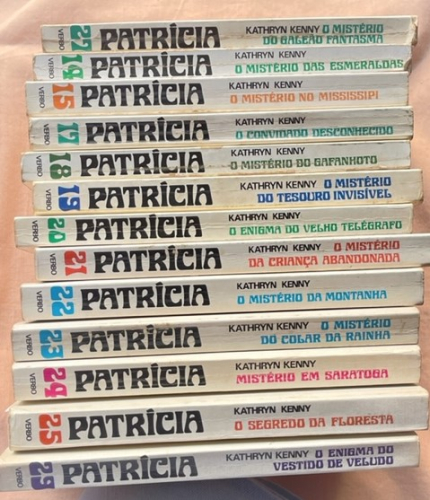 VERBO 27 PATRÍCIA KATHRYN KENNY O MISTÉRIO
DO GALEÃO FANTASMA
VERBO 14 PATRÍCIA KATHRYN KENNY
O MISTÉRIO DAS ESMERALDAS
VERBO 15 PATRÍCIA KATHRYN KENNY
O MISTÉRIO NO MISSISSIPI
VERBO 17 PATRÍCIA KATHRYN KENNY
O CONVIDADO DESCONHECIDO
VERBO 18 PATRÍCIA KATHRYN KENNY
O MISTÉRIO DO GAFANHOTO
VERBO 19 PATRÍCIA KATHRYN KENNY O MISTÉRIO
DO TESOURO INVISÍVEL
VERBO 20 PATRÍCIA KATHRYN KENNY
O ENIGMA DO VELHO TELÉGRAFO
VERBO 21 PATRÍCIA KATHRYN KENNY O MISTÉRIO
DA CRIANÇA ABANDONADA
VERBO 22 PATRÍCIA KATHRYN KENNY
O MISTÉRIO DA MONTANHA
VERBO 23 PATRÍCIA KATHRYN KENNY O MISTÉRIO
DO COLAR DA RAINHA
VERBO 24 PATRÍCIA KATHRYN KENNY
MISTÉRIO EM SARATOGA
VERBO 25 PATRÍCIA KATHRYN KENNY
O SEGREDO DA FLORESTA
VERBO 29 PATRÍCIA KATHRYN KENNY O ENIGMA
DO VESTIDO DE VELUDO